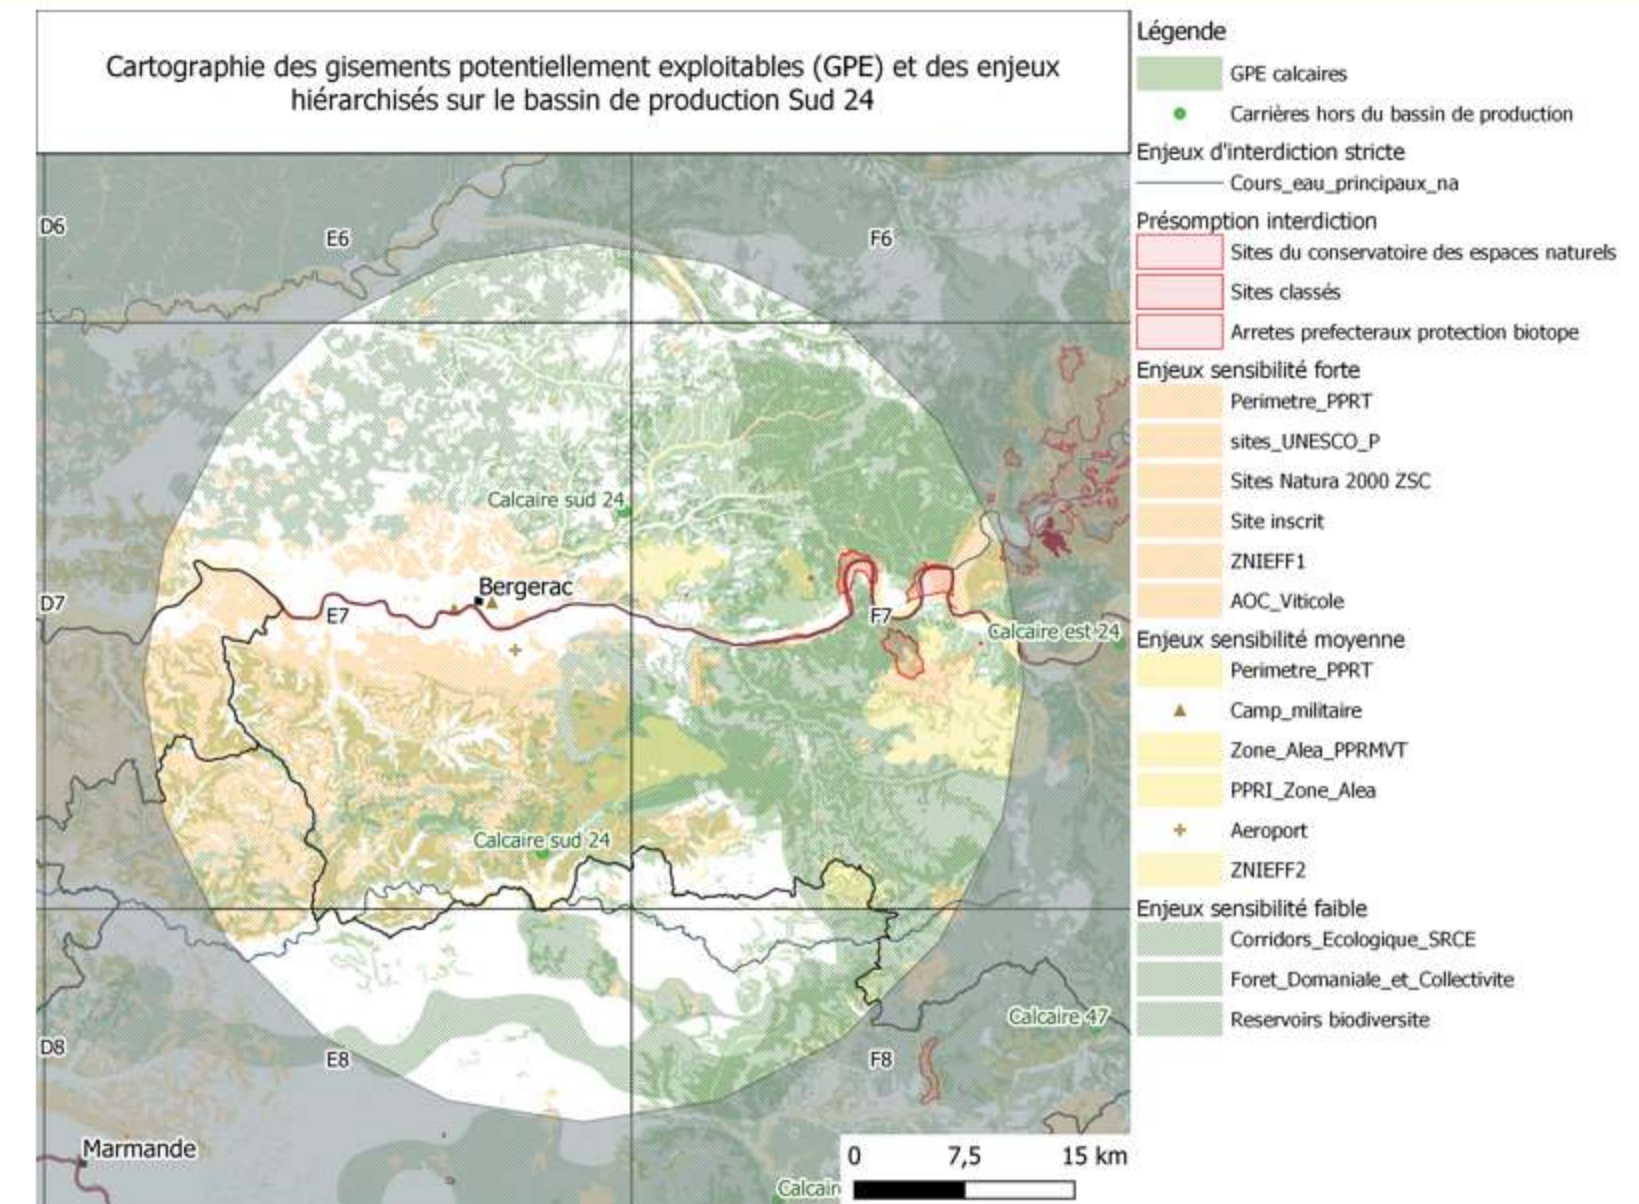 Cartographie des gisements potentiellement exploitables (GPE) et des enjeux
hiérarchisés sur le bassin de production Sud 24
D6
E6
F6
Calcaire sud 24
Bergerac
D7
E7
F7
Calcaire est 24
Calcaire sud 24
Calcaire 47
D8
E8
F8
Marmande
Calcair
0 7,5 15 km
Légende
GPE calcaires
Carrières hors du bassin de production
Enjeux d'interdiction stricte
Cours_eau_principaux_na
Présomption interdiction
Sites du conservatoire des espaces naturels
Sites classés
Arretes prefecteraux protection biotope
Enjeux sensibilité forte
Perimetre_PPRT
sites_UNESCO_P
Sites Natura 2000 ZSC
Site inscrit
ZNIEFF1
AOC_Viticole
Enjeux sensibilité moyenne
Perimetre_PPRT
Camp_militaire
Zone_Alea_PPRMVT
PPRI_Zone_Alea
Aeroport
ZNIEFF2
Enjeux sensibilité faible
Corridors_Ecologique_SRCE
Foret_Domaniale_et_Collectivite
Reservoirs biodiversite